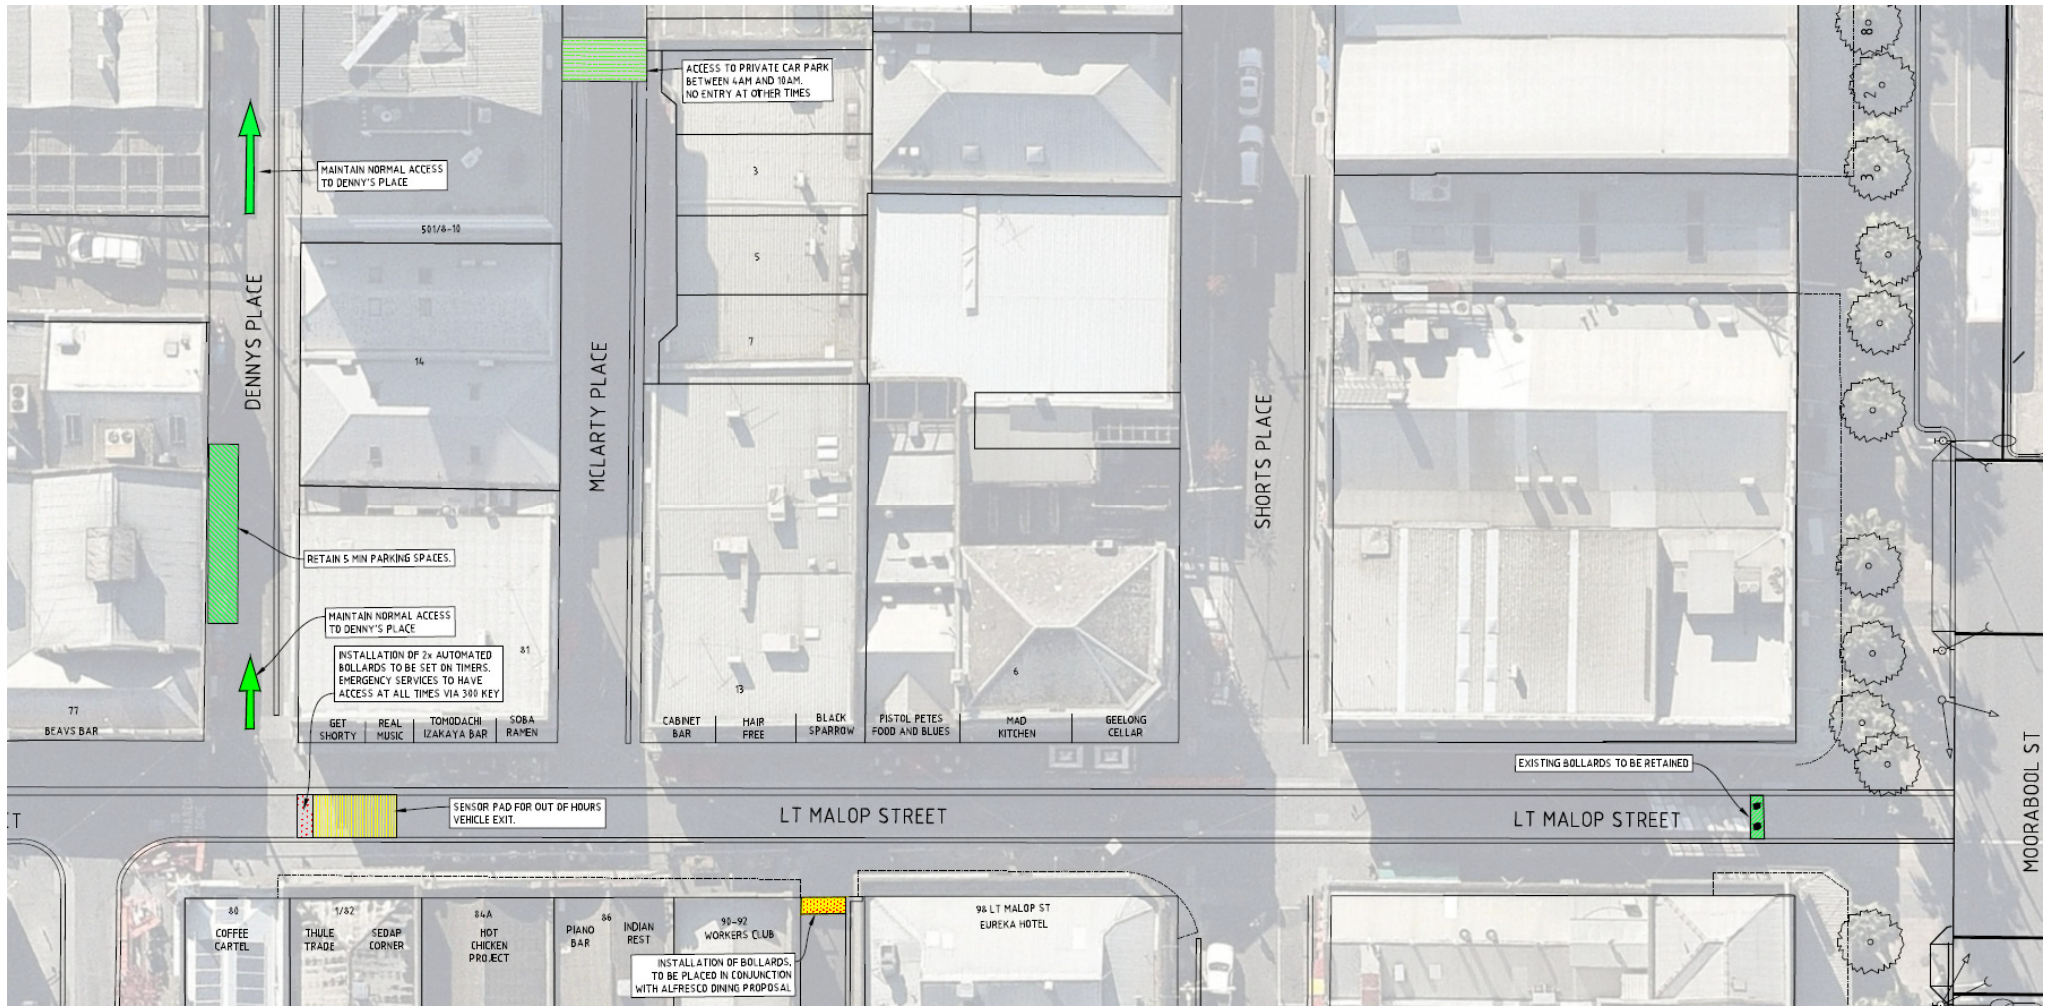 8
2
3
ACCESS TO PRIVATE CAR PARK
BETWEEN 4AM AND 10AM.
NO ENTRY AT OTHER TIMES
MAINTAIN NORMAL ACCESS
TO DENNY'S PLACE
3
501/8-10
5
DENNYS PLACE
7
14
MCLARTY PLACE
SHORTS PLACE
RETAIN 5 MIN PARKING SPACES.
MAINTAIN NORMAL ACCESS
TO DENNY'S PLACE
INSTALLATION OF 2x AUTOMATED
BOLLARDS TO BE SET ON TIMERS.
EMERGENCY SERVICES TO HAVE
ACCESS AT ALL TIMES VIA 300 KEY
81
6
13
77
BEAVS BAR
GET
SHORTY
REAL
MUSIC
TOMODACHI
IZAKAYA BAR
SOBA
RAMEN
CABINET
BAR
HAIR
FREE
BLACK
SPARROW
PISTOL PETES
FOOD AND BLUES
MAD
KITCHEN
GEELONG
CELLAR
EXISTING BOLLARDS TO BE RETAINED
MOORABOOL ST
SENSOR PAD FOR OUT OF HOURS
VEHICLE EXIT.
ET
LT MALOP STREET
LT MALOP STREET
80
COFFEE
CARTEL
1/82
THULE
TRADE
SEDAP
CORNER
84A
HOT
CHICKEN
PROJECT
86
PIANO
BAR
INDIAN
REST
90-92
WORKERS CLUB
98 LT MALOP ST
EUREKA HOTEL
INSTALLATION OF BOLLARDS,
TO BE PLACED IN CONJUNCTION
WITH ALFRESCO DINING PROPOSAL